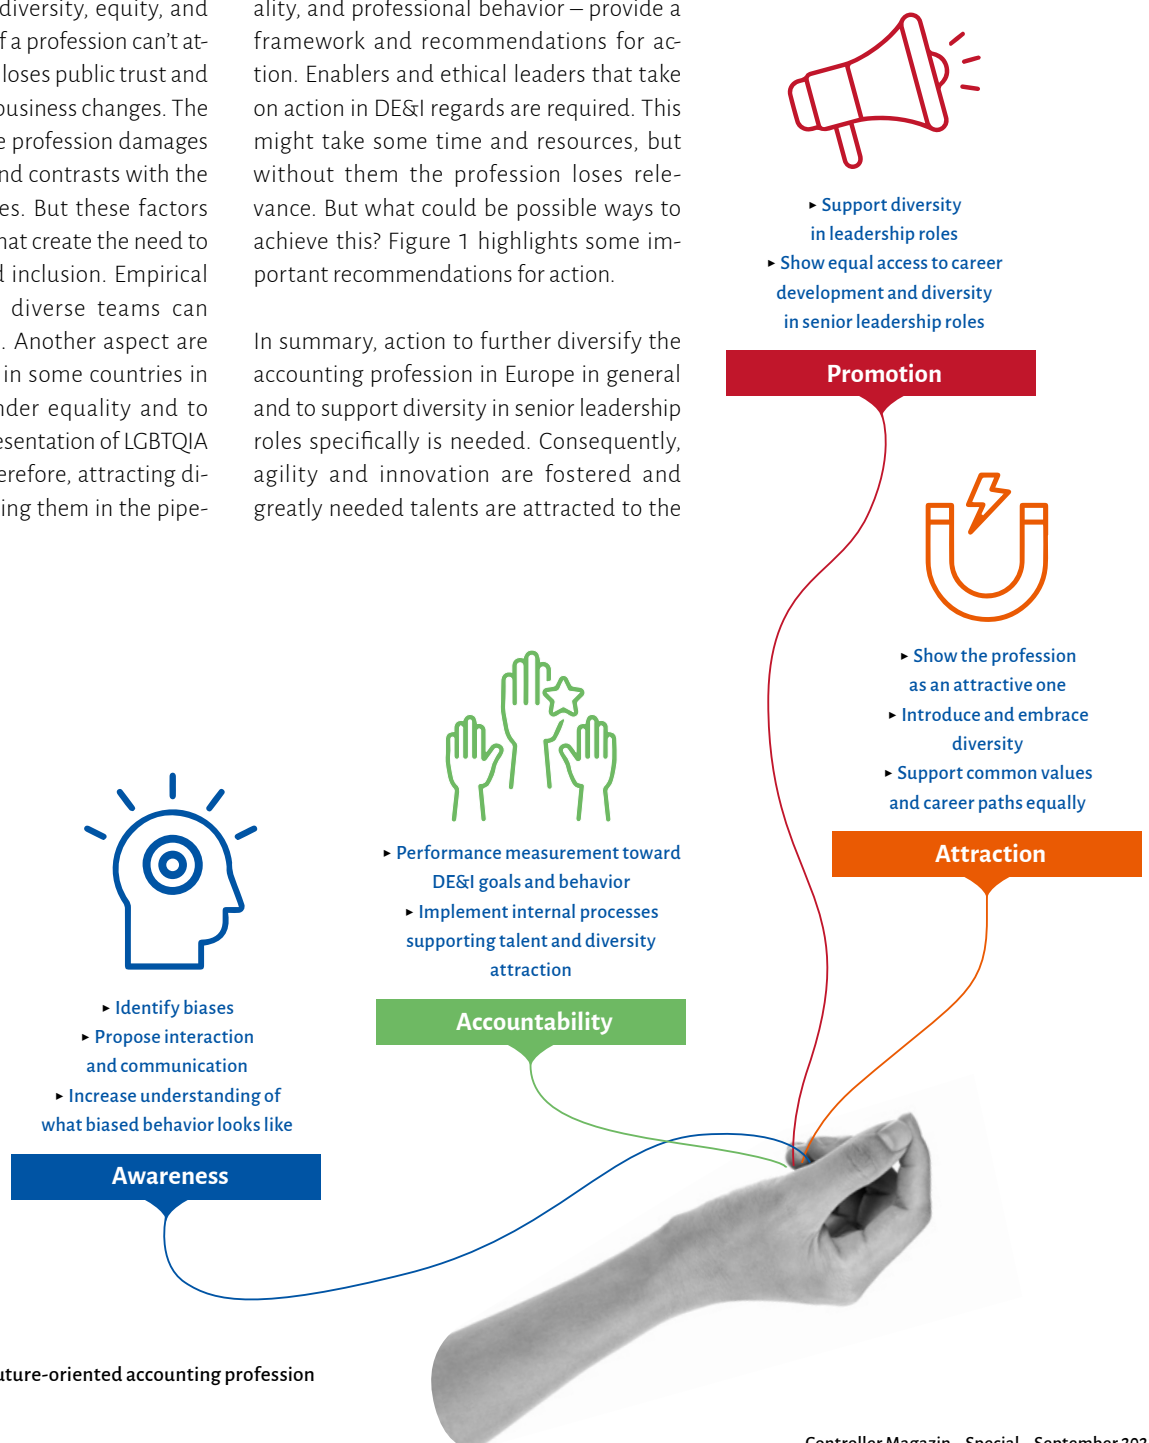 diversity, equity, and
f a profession can't at-
loses public trust and
business changes. The
e profession damages
nd contrasts with the
es. But these factors
hat create the need to
d inclusion. Empirical
diverse teams can
. Another aspect are
in some countries in
nder equality and to
esentation of LGBTQIA
erefore, attracting di-
ing them in the pipe-
ality, and professional behavior – provide a
framework and recommendations for ac-
tion. Enablers and ethical leaders that take
on action in DE&I regards are required. This
might take some time and resources, but
without them the profession loses rele-
vance. But what could be possible ways to
achieve this? Figure 1 highlights some im-
portant recommendations for action.
In summary, action to further diversify the
accounting profession in Europe in general
and to support diversity in senior leadership
roles specifically is needed. Consequently,
agility and innovation are fostered and
greatly needed talents are attracted to the
▸ Support diversity
in leadership roles
▸ Show equal access to career
development and diversity
in senior leadership roles
Promotion
▸ Show the profession
as an attractive one
▸ Introduce and embrace
diversity
▸ Support common values
and career paths equally
Attraction
▸ Performance measurement toward
DE&I goals and behavior
▸ Implement internal processes
supporting talent and diversity
attraction
Accountability
▸ Identify biases
▸ Propose interaction
and communication
▸ Increase understanding of
what biased behavior looks like
Awareness
uture-oriented accounting profession
Controller Magazin Special September 202